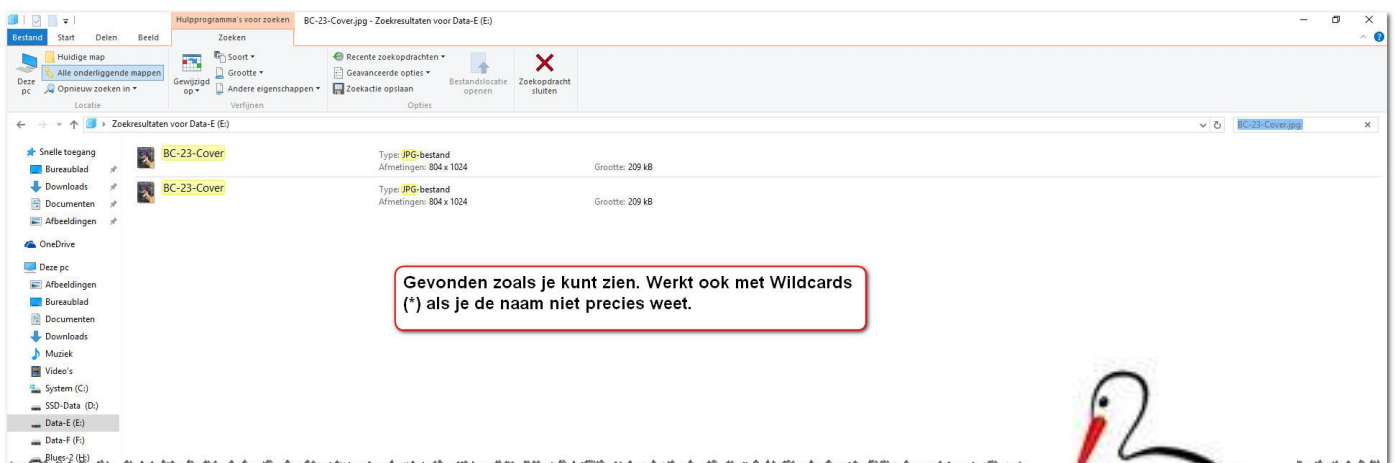 Hulpprogramma's voor zoeken
BC-23-Cover.jpg - Zoekresultaten voor Data-E (E:)
Bestand Start Delen Beeld Zoeken
Deze pc
Huidige map
Alle onderliggende mappen
Opnieuw zoeken in
Locatie
Gewijzigd op
Soort
Grootte
Andere eigenschappen
Verfijnen
Recente zoekopdrachten
Geavanceerde opties
Zoekactie opslaan
Bestandslocatie openen
Opties
Zoekopdracht sluiten
Zoekresultaten voor Data-E (E:)
BC-23-Cover.jpg
Snelle toegang
Bureaublad
Downloads
Documenten
Afbeeldingen
OneDrive
Deze pc
Afbeeldingen
Bureaublad
Documenten
Downloads
Muziek
Video's
System (C:)
SSD-Data (D:)
Data-E (E:)
Data-F (F:)
Blues-2 (H:)
BC-23-Cover
Type: JPG-bestand
Afmetingen: 804 x 1024
Grootte: 209 kB
BC-23-Cover
Type: JPG-bestand
Afmetingen: 804 x 1024
Grootte: 209 kB
Gevonden zoals je kunt zien. Werkt ook met Wildcards
(*) als je de naam niet precies weet.